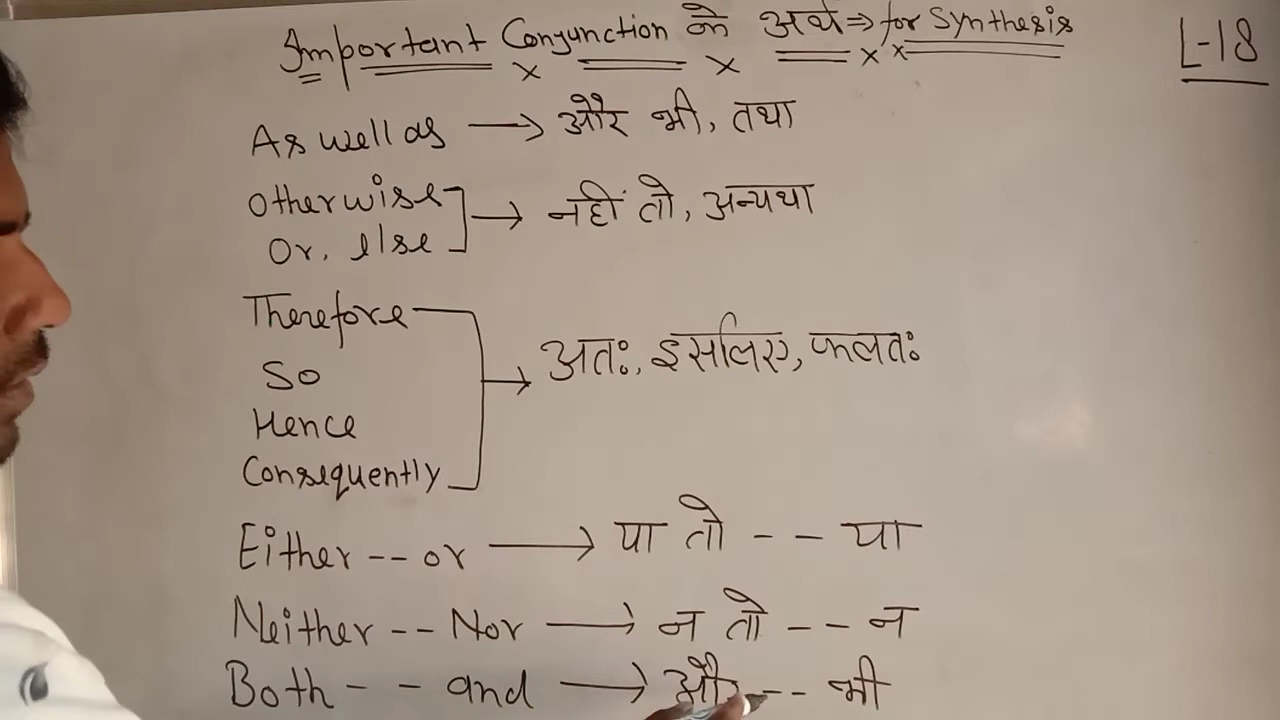 Important Conjunction के अर्थ ⇒ for Synthesis
L-18
As well as → और भी, तथा
Otherwise
Or, else → नहीं तो, अन्यथा
Therefore
So
Hence
Consequently → अतः, इसलिए, फलतः
Either -- or → या तो -- या
Neither -- Nor → न तो -- न
Both -- and → और -- भी